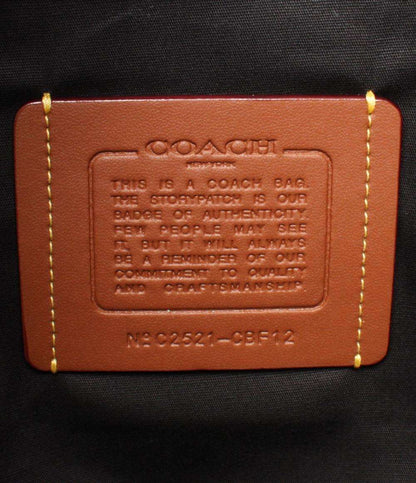 COACH
NEW YORK
THIS IS A COACH BAG.
THE STORYPATCH IS OUR
BADGE OF AUTHENTICITY.
FEW PEOPLE MAY SEE
IT, BUT IT WILL ALWAYS
BE A REMINDER OF OUR
COMMITMENT TO QUALITY
AND CRAFTSMANSHIP.
Nº C2521-CBF12